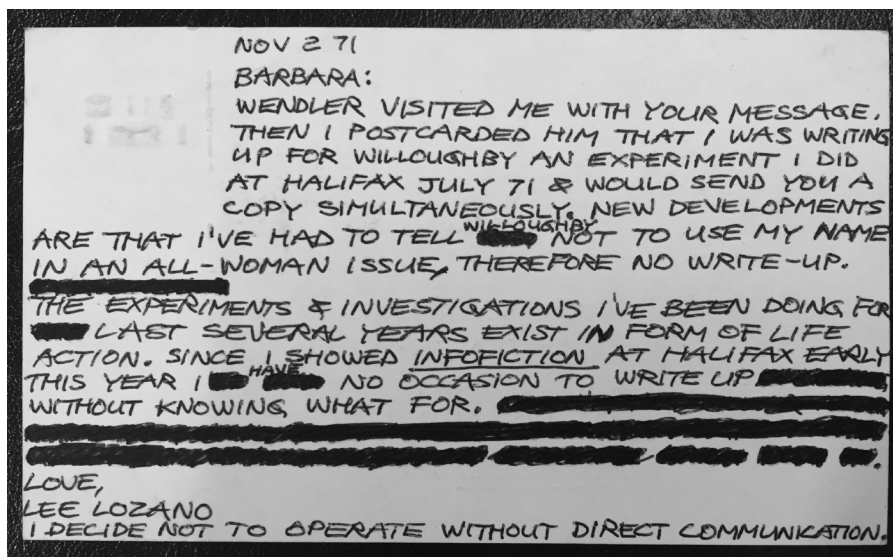 NOV 2 71
BARBARA:
WENDLER VISITED ME WITH YOUR MESSAGE.
THEN I POSTCARDED HIM THAT I WAS WRITING
UP FOR WILLOUGHBY AN EXPERIMENT I DID
AT HALIFAX JULY 71 & WOULD SEND YOU A
COPY SIMULTANEOUSLY. NEW DEVELOPMENTS
ARE THAT I'VE HAD TO TELL WILLOUGHBY NOT TO USE MY NAME
IN AN ALL-WOMAN ISSUE, THEREFORE NO WRITE-UP.
THE EXPERIMENTS & INVESTIGATIONS I'VE BEEN DOING FOR
LAST SEVERAL YEARS EXIST IN FORM OF LIFE
ACTION. SINCE I SHOWED INFOFICTION AT HALIFAX EARLY
THIS YEAR I HAVE NO OCCASION TO WRITE UP
WITHOUT KNOWING WHAT FOR.
LOVE,
LEE LOZANO
I DECIDE NOT TO OPERATE WITHOUT DIRECT COMMUNICATION.